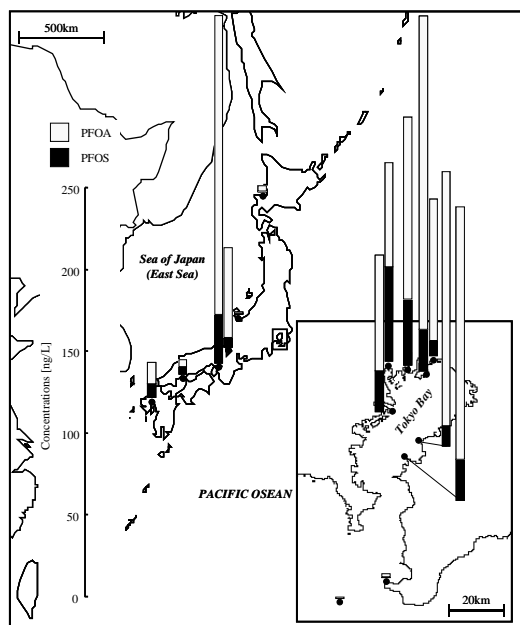 500km
PFOA
PFOS
250
200
150
100
50
0
Concentrations [ng/L]
Sea of Japan
(East Sea)
PACIFIC OSEAN
Tokyo Bay
20km